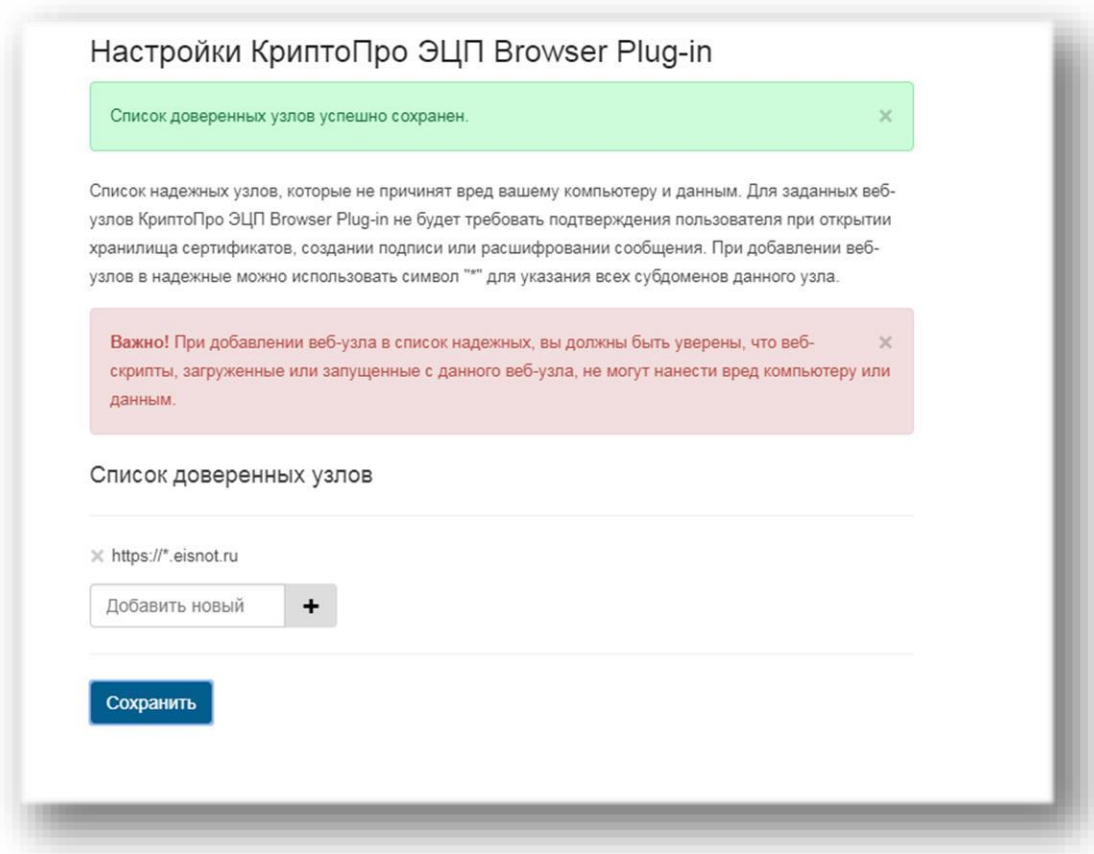 Настройки КриптоПро ЭЦП Browser Plug-in
Список доверенных узлов успешно сохранен.
Список надежных узлов, которые не причинят вред вашему компьютеру и данным. Для заданных веб-
узлов КриптоПро ЭЦП Browser Plug-in не будет требовать подтверждения пользователя при открытии
хранилища сертификатов, создании подписи или расшифровании сообщения. При добавлении веб-
узлов в надежные можно использовать символ "*" для указания всех субдоменов данного узла.
Важно! При добавлении веб-узла в список надежных, вы должны быть уверены, что веб-
скрипты, загруженные или запущенные с данного веб-узла, не могут нанести вред компьютеру или
данным.
Список доверенных узлов
https://*.eisnot.ru
Добавить новый
Сохранить